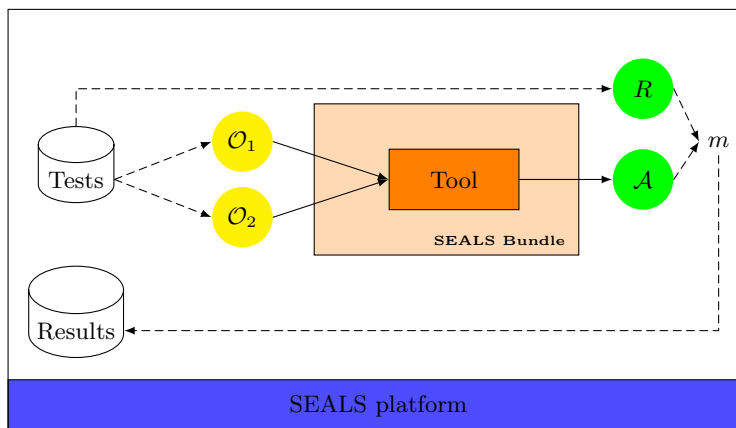 R
𝒪₁
m
Tests
Tool
𝒜
𝒪₂
SEALS Bundle
Results
SEALS platform